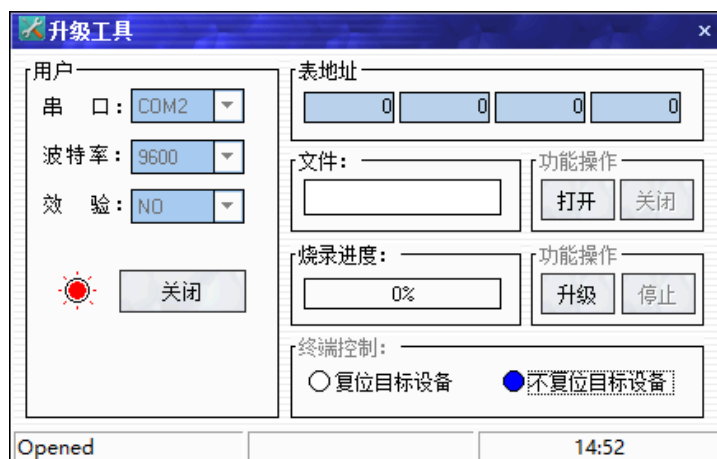 升级工具
用户
串 口: COM2
波特率: 9600
效 验: NO
关闭
表地址
0 0 0 0
文件:
功能操作
打开 关闭
烧录进度:
0%
功能操作
升级 停止
终端控制:
复位目标设备 不复位目标设备
Opened 14:52